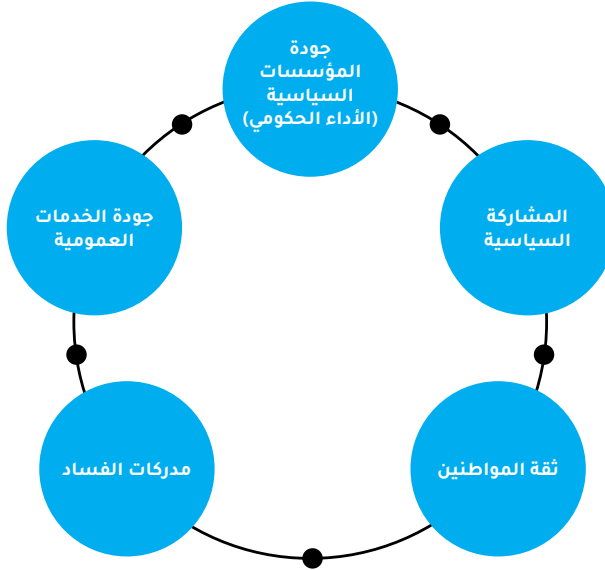 جودة
المؤسسات
السياسية
(الأداء الحكومي)
المشاركة
السياسية
جودة الخدمات
العمومية
ثقة المواطنين
مدركات الفساد